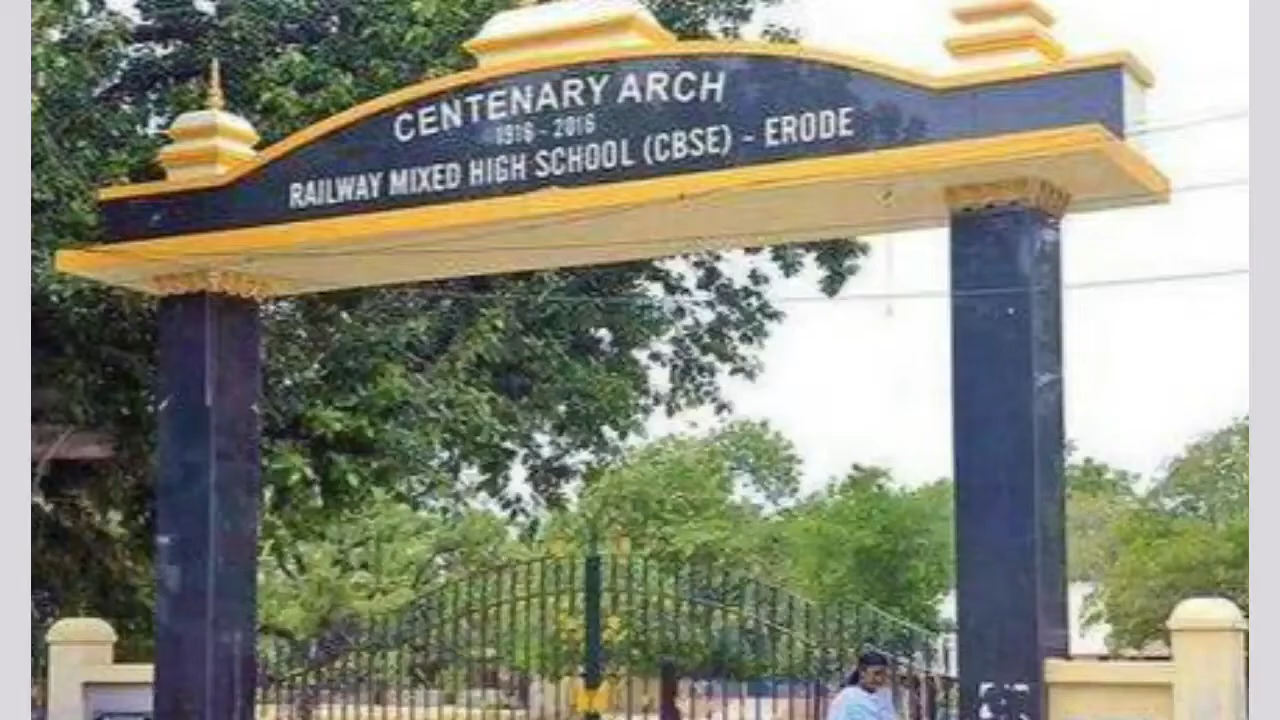 CENTENARY ARCH
1916 - 2016
RAILWAY MIXED HIGH SCHOOL (CBSE) - ERODE